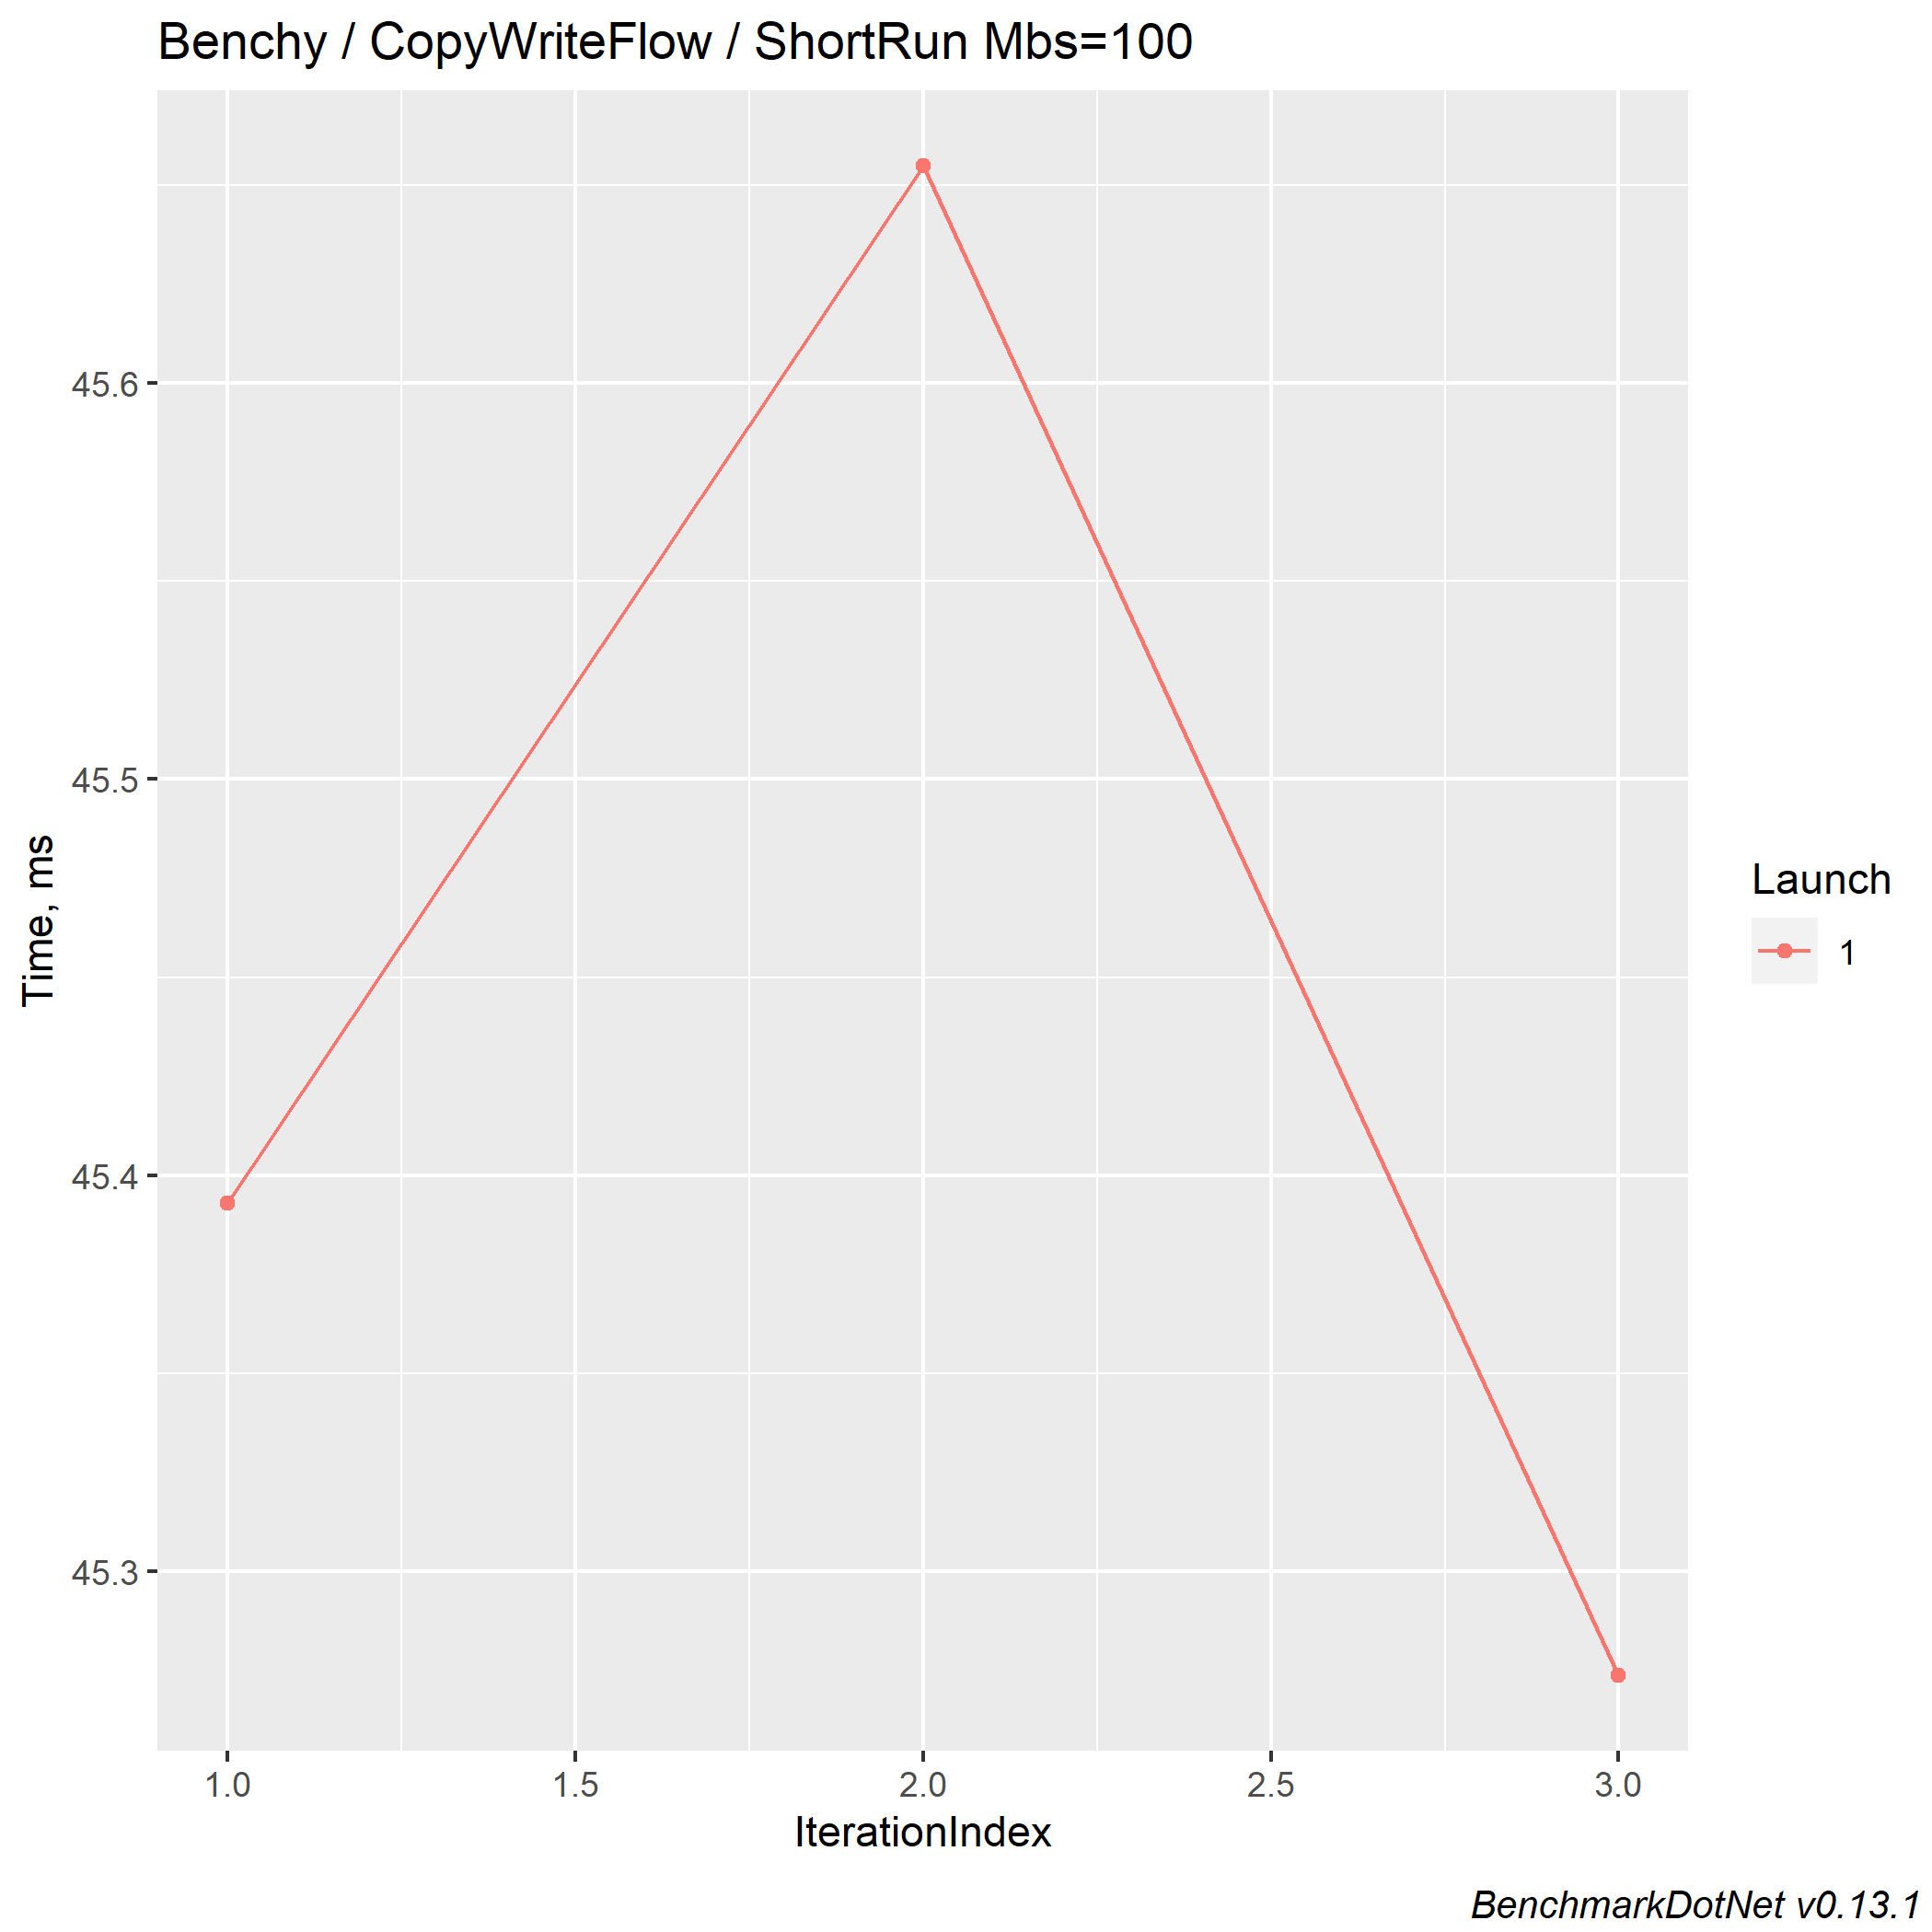 Benchy / CopyWriteFlow / ShortRun Mbs=100
45.6
45.5
45.4
45.3
Time, ms
1.0 1.5 2.0 2.5 3.0
IterationIndex
Launch
1
BenchmarkDotNet v0.13.1